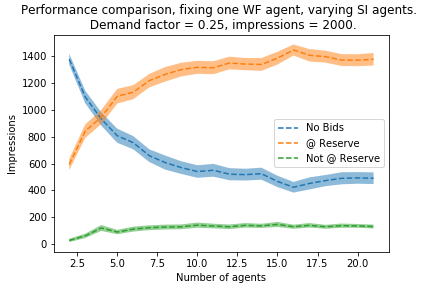 Performance comparison, fixing one WF agent, varying SI agents.
Demand factor = 0.25, impressions = 2000.
Impressions
1400
1200
1000
800
600
400
200
0
No Bids
@ Reserve
Not @ Reserve
2.5 5.0 7.5 10.0 12.5 15.0 17.5 20.0
Number of agents